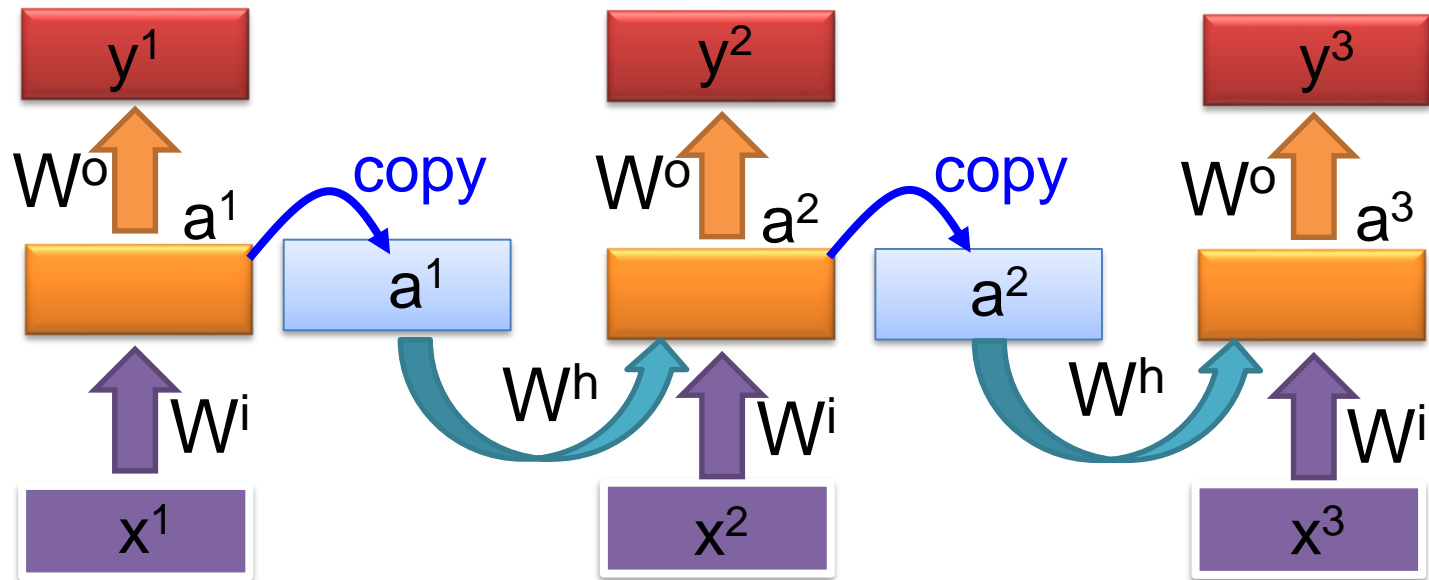 y¹ y² y³
Wᵒ copy Wᵒ copy Wᵒ
a¹ a² a³
a¹ a²
Wʰ Wʰ
Wⁱ Wⁱ Wⁱ
x¹ x² x³